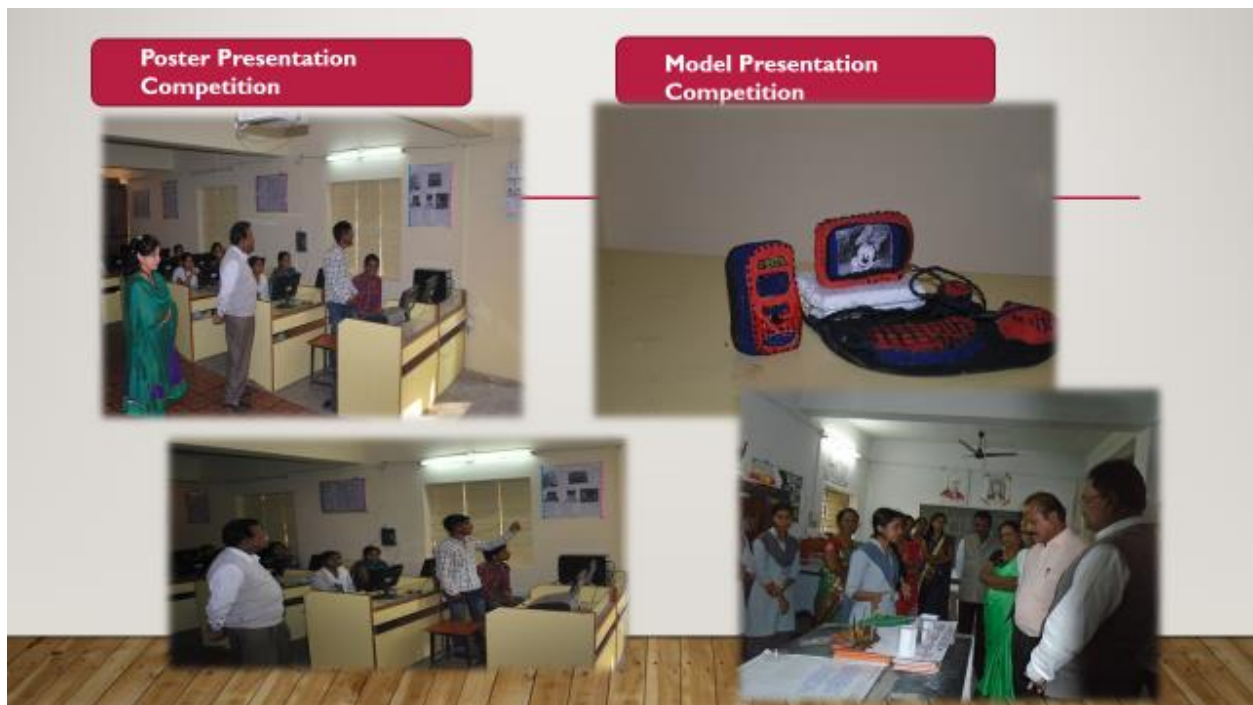 Poster Presentation
Competition
Model Presentation
Competition